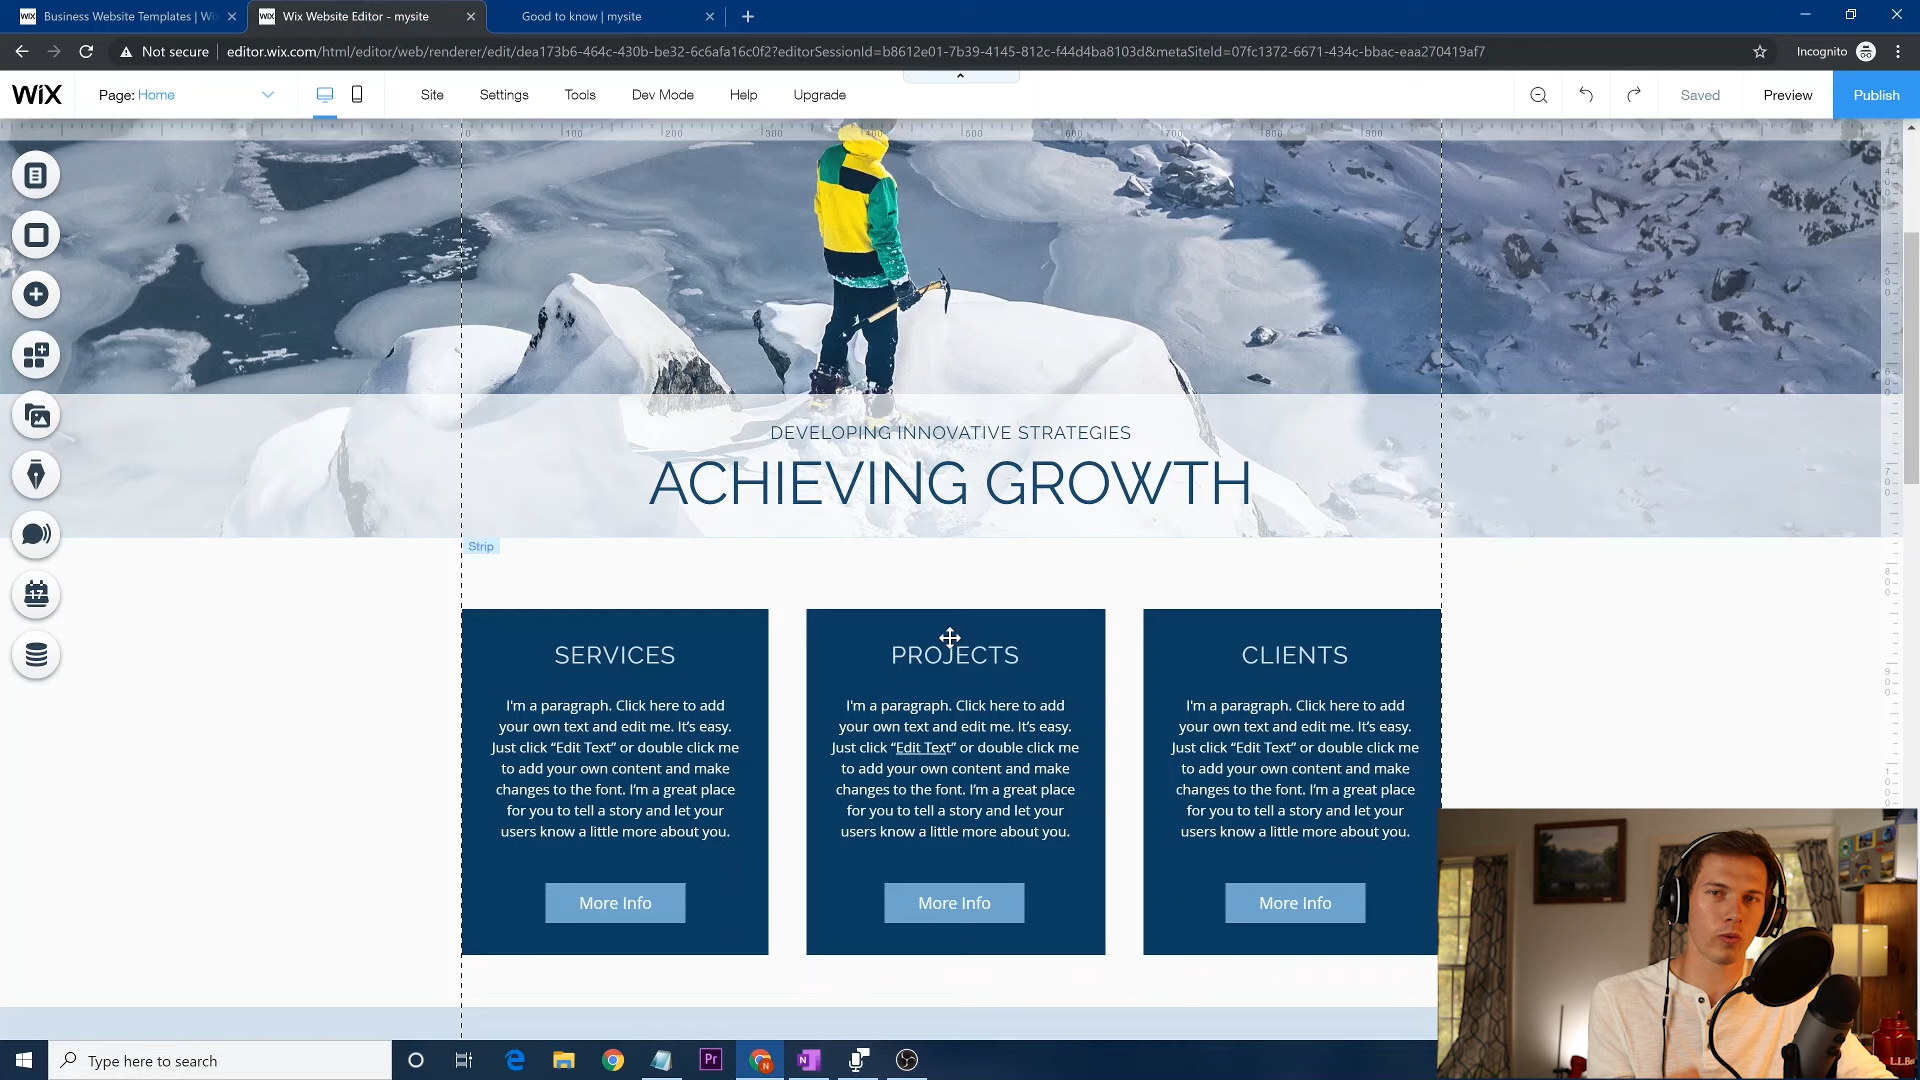 Business Website Templates | Wi
Wix Website Editor - mysite
Good to know | mysite
Not secure
editor.wix.com/html/editor/web/renderer/edit/dea173b6-464c-430b-be32-6c6afa16c0f2?editorSessionId=b8612e01-7b39-4145-812c-f44d4ba8103d&metaSiteId=07fc1372-6671-434c-bbac-eaa270419af7
Incognito
WiX
Page: Home
Site
Settings
Tools
Dev Mode
Help
Upgrade
Saved
Preview
Publish
0 100 200 300 400 500 600 700 800 900
17
DEVELOPING INNOVATIVE STRATEGIES
ACHIEVING GROWTH
Strip
SERVICES
I'm a paragraph. Click here to add
your own text and edit me. It's easy.
Just click “Edit Text” or double click me
to add your own content and make
changes to the font. I'm a great place
for you to tell a story and let your
users know a little more about you.
More Info
PROJECTS
I'm a paragraph. Click here to add
your own text and edit me. It's easy.
Just click “Edit Text” or double click me
to add your own content and make
changes to the font. I'm a great place
for you to tell a story and let your
users know a little more about you.
More Info
CLIENTS
I'm a paragraph. Click here to add
your own text and edit me. It's easy.
Just click “Edit Text” or double click me
to add your own content and make
changes to the font. I'm a great place
for you to tell a story and let your
users know a little more about you.
More Info
L.L.Be
Type here to search
Pr
N
N